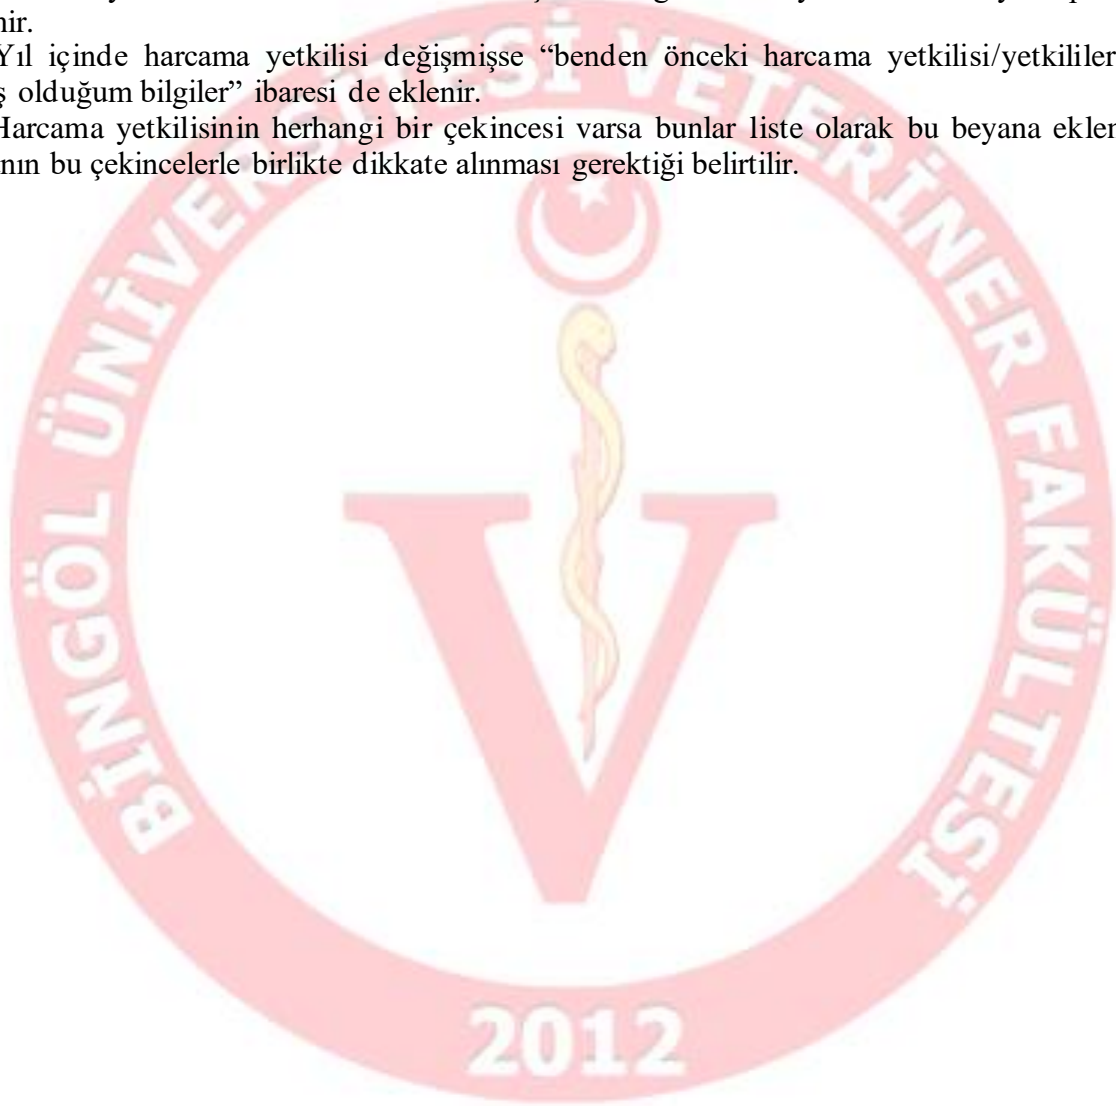 nir.
Yıl içinde harcama yetkilisi değişmişse “benden önceki harcama yetkilisi/yetkililer
ş olduğum bilgiler” ibaresi de eklenir.
Harcama yetkilisinin herhangi bir çekincesi varsa bunlar liste olarak bu beyana eklen
nın bu çekincelerle birlikte dikkate alınması gerektiği belirtilir.
BİNGÖL ÜNİVERSİTESİ VETERİNER FAKÜLTESİ
V
2012